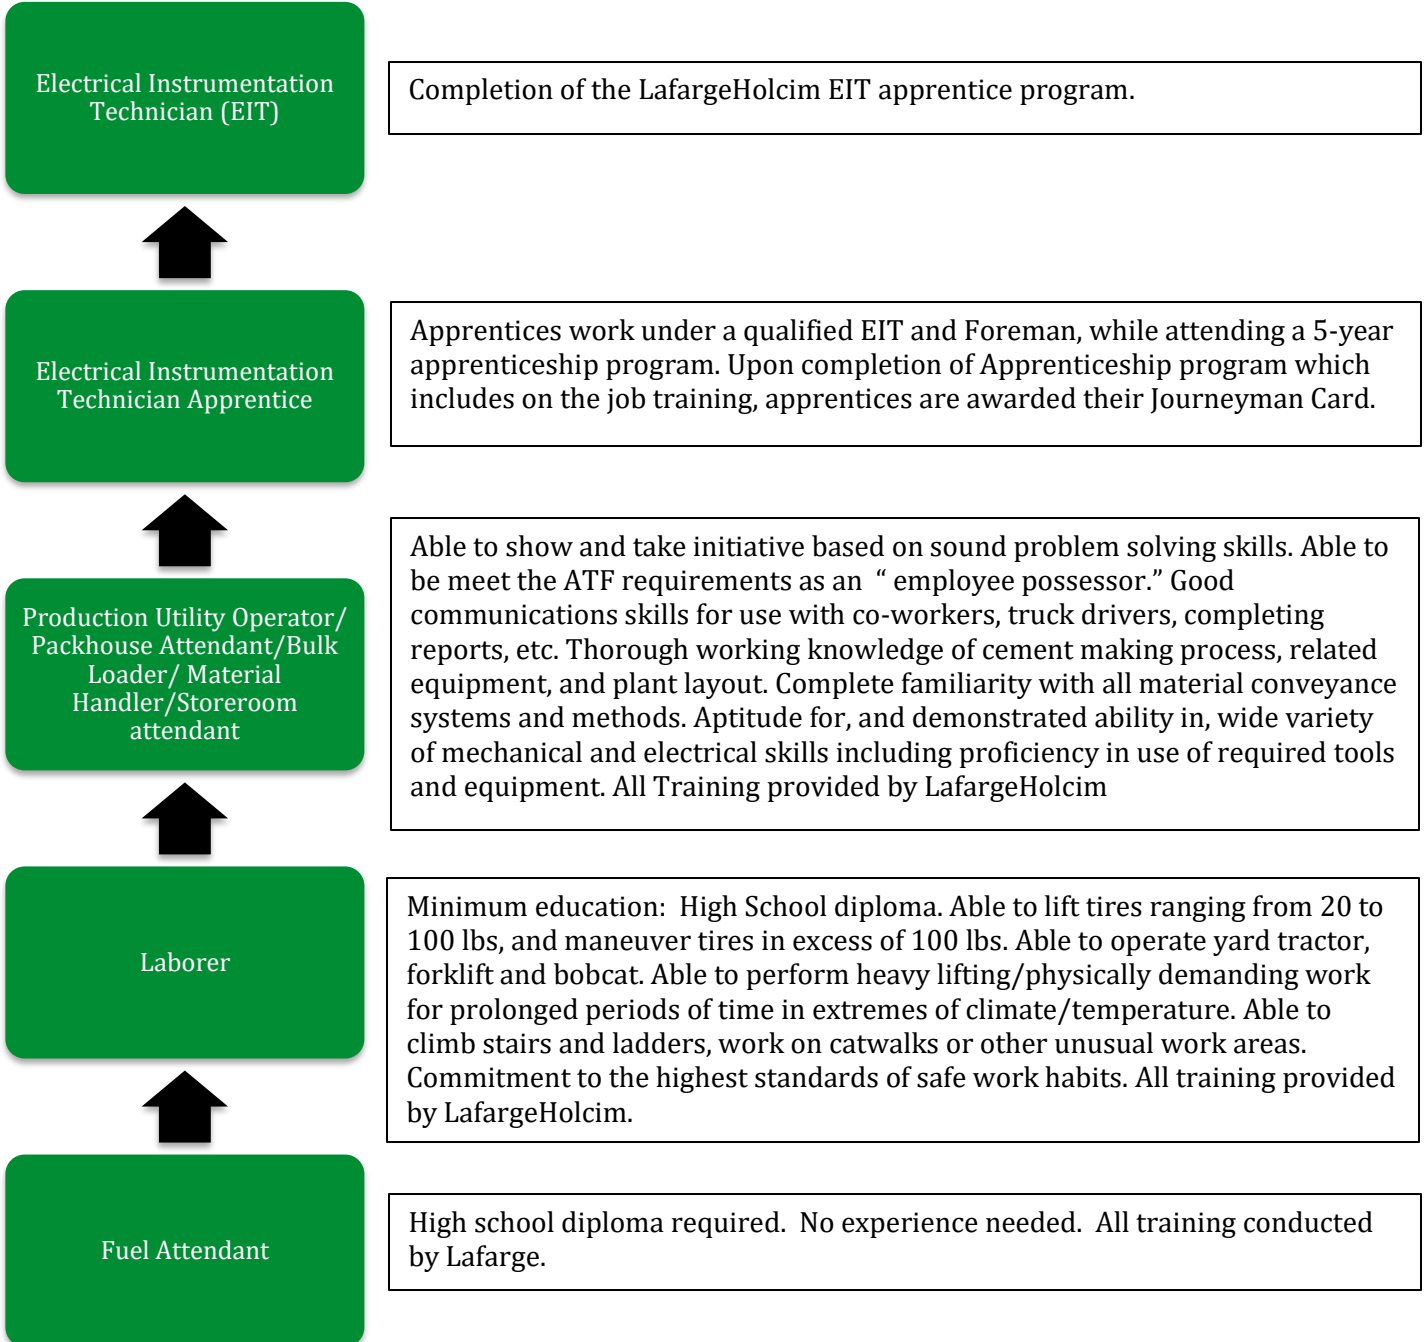 Electrical Instrumentation
Technician (EIT)
Completion of the LafargeHolcim EIT apprentice program.
Electrical Instrumentation
Technician Apprentice
Apprentices work under a qualified EIT and Foreman, while attending a 5-year
apprenticeship program. Upon completion of Apprenticeship program which
includes on the job training, apprentices are awarded their Journeyman Card.
Production Utility Operator/
Packhouse Attendant/Bulk
Loader/ Material
Handler/Storeroom
attendant
Able to show and take initiative based on sound problem solving skills. Able to
be meet the ATF requirements as an “ employee possessor.” Good
communications skills for use with co-workers, truck drivers, completing
reports, etc. Thorough working knowledge of cement making process, related
equipment, and plant layout. Complete familiarity with all material conveyance
systems and methods. Aptitude for, and demonstrated ability in, wide variety
of mechanical and electrical skills including proficiency in use of required tools
and equipment. All Training provided by LafargeHolcim
Laborer
Minimum education:  High School diploma. Able to lift tires ranging from 20 to
100 lbs, and maneuver tires in excess of 100 lbs. Able to operate yard tractor,
forklift and bobcat. Able to perform heavy lifting/physically demanding work
for prolonged periods of time in extremes of climate/temperature. Able to
climb stairs and ladders, work on catwalks or other unusual work areas.
Commitment to the highest standards of safe work habits. All training provided
by LafargeHolcim.
Fuel Attendant
High school diploma required.  No experience needed.  All training conducted
by Lafarge.